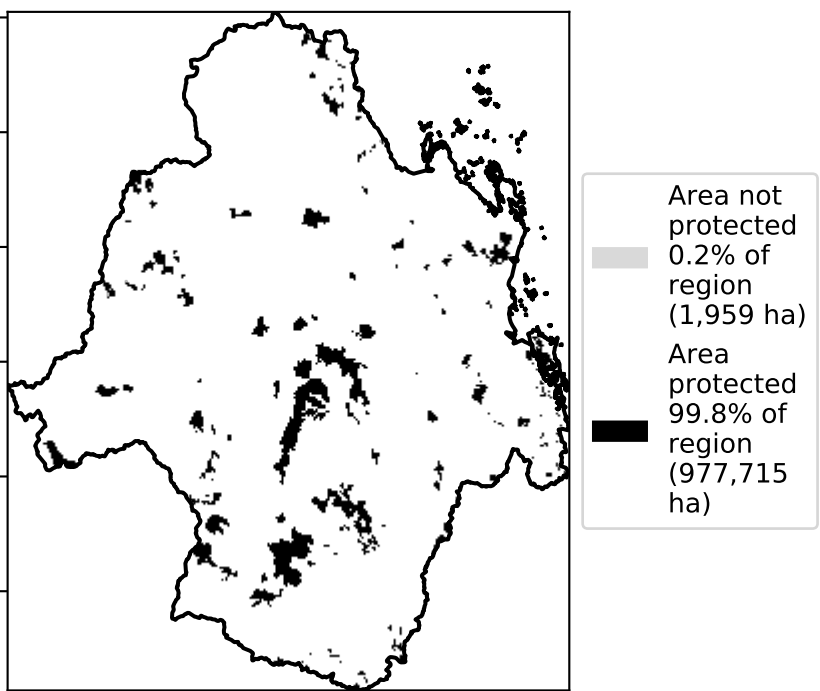 Area not
protected
0.2% of
region
(1,959 ha)
Area
protected
99.8% of
region
(977,715
ha)